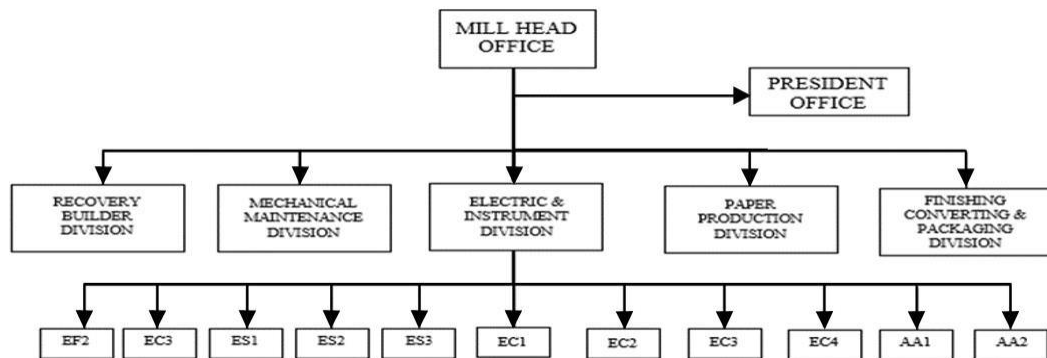 MILL HEAD
OFFICE
PRESIDENT
OFFICE
RECOVERY
BUILDER
DIVISION
MECHANICAL
MAINTENANCE
DIVISION
ELECTRIC &
INSTRUMENT
DIVISION
PAPER
PRODUCTION
DIVISION
FINISHING
CONVERTING &
PACKAGING
DIVISION
EF2
EC3
ES1
ES2
ES3
EC1
EC2
EC3
EC4
AA1
AA2